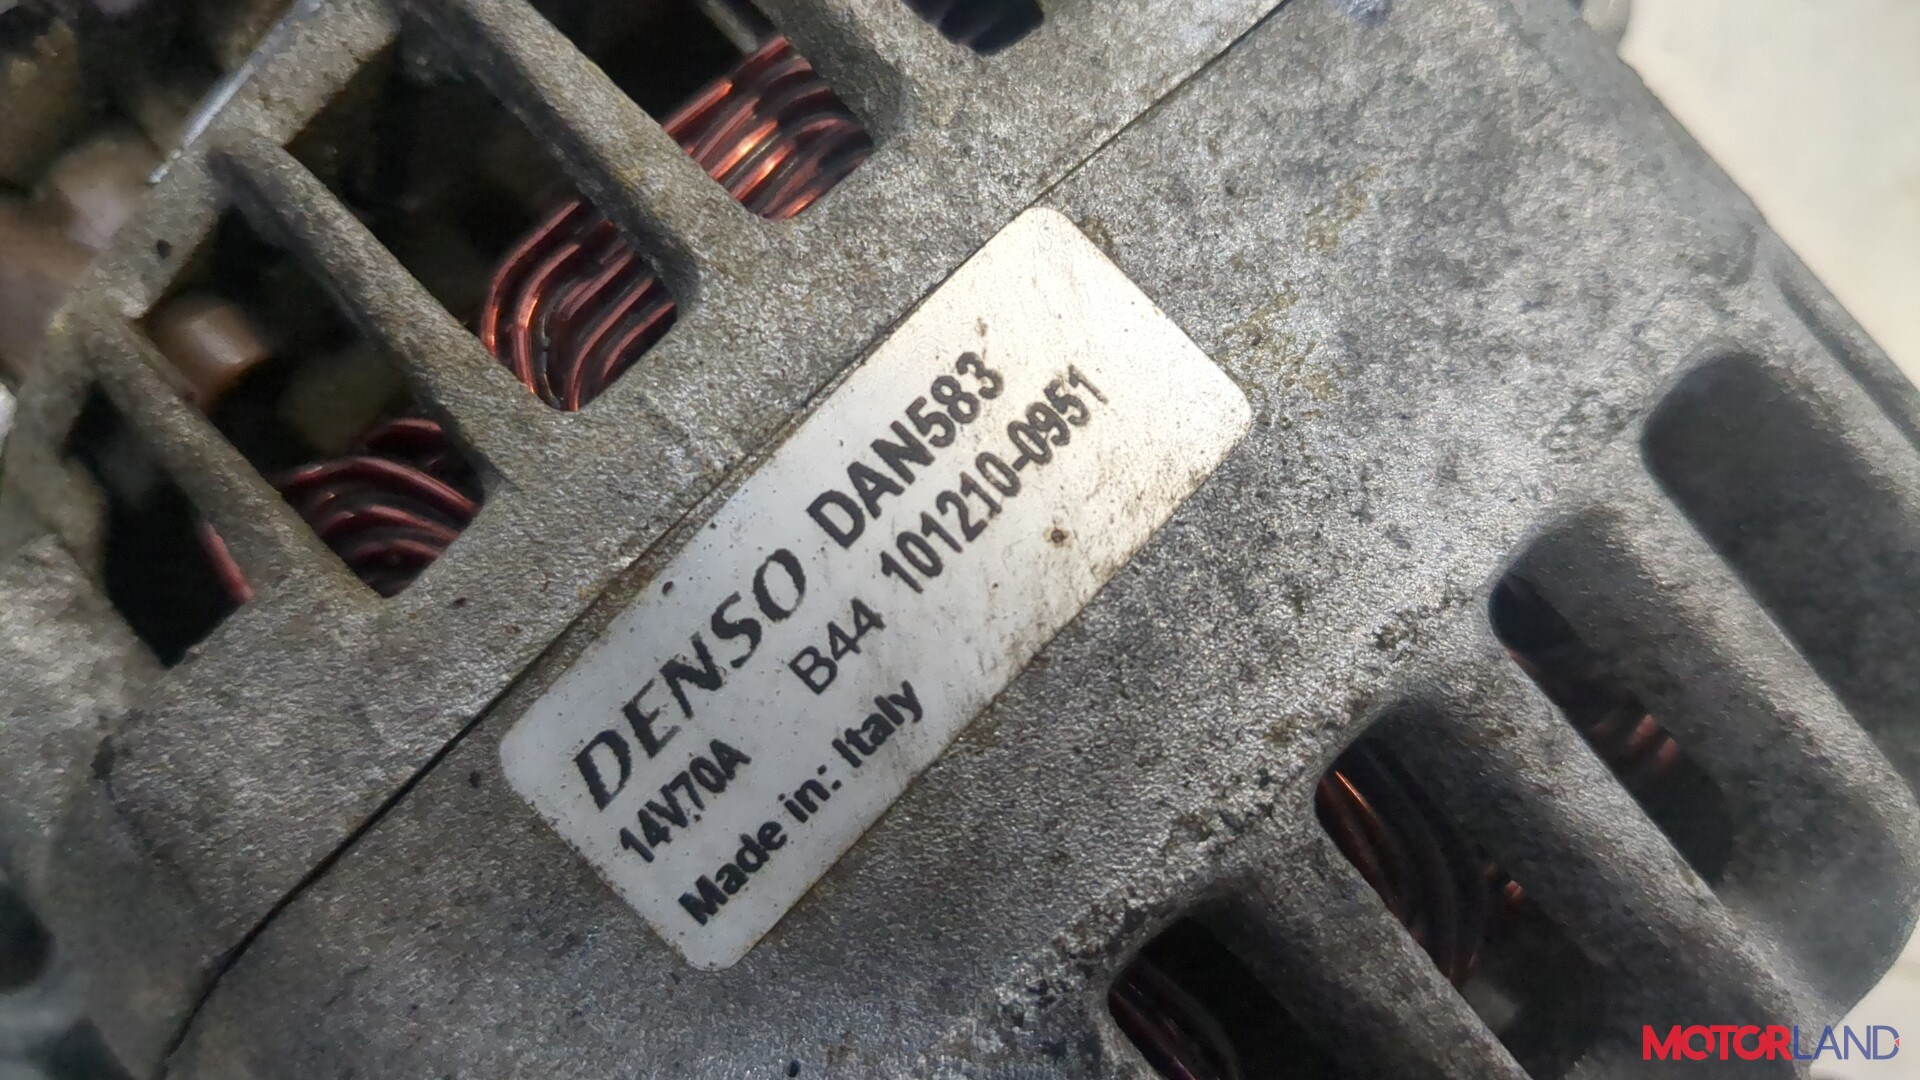 DENSO DAN583
14V70A B44 101210-0951
Made in: Italy
MOTORLAND